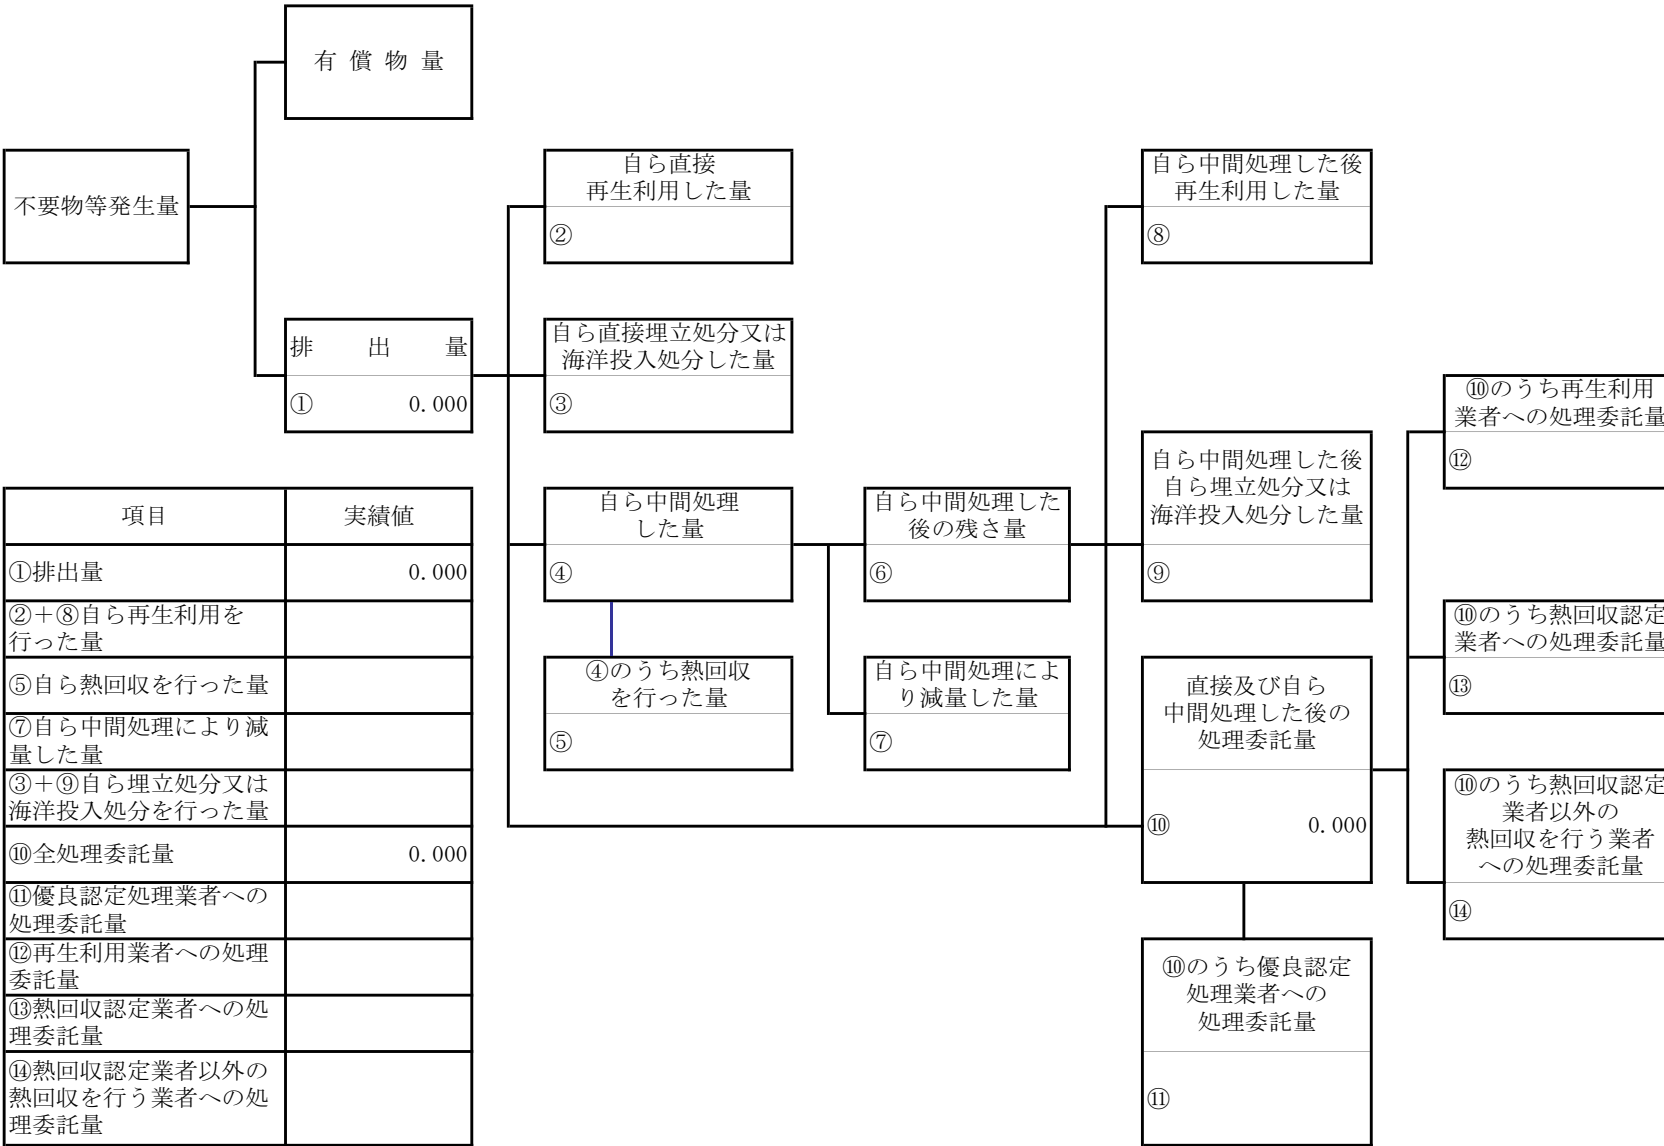 有償物量
不要物等発生量
自ら直接
再生利用した量
②
自ら中間処理した後
再生利用した量
⑧
排出量
① 0.000
自ら直接埋立処分又は
海洋投入処分した量
③
⑩のうち再生利用
業者への処理委託量
⑫
自ら中間処理した後
自ら埋立処分又は
海洋投入処分した量
⑨
自ら中間処理
した量
④
自ら中間処理した
後の残さ量
⑥
⑩のうち熱回収認定
業者への処理委託量
⑬
④のうち熱回収
を行った量
⑤
自ら中間処理によ
り減量した量
⑦
直接及び自ら
中間処理した後の
処理委託量
⑩ 0.000
⑩のうち熱回収認定
業者以外の
熱回収を行う業者
への処理委託量
⑭
⑩のうち優良認定
処理業者への
処理委託量
⑪
項目 実績値
①排出量 0.000
②＋⑧自ら再生利用を
行った量
⑤自ら熱回収を行った量
⑦自ら中間処理により減
量した量
③＋⑨自ら埋立処分又は
海洋投入処分を行った量
⑩全処理委託量 0.000
⑪優良認定処理業者への
処理委託量
⑫再生利用業者への処理
委託量
⑬熱回収認定業者への処
理委託量
⑭熱回収認定業者以外の
熱回収を行う業者への処
理委託量